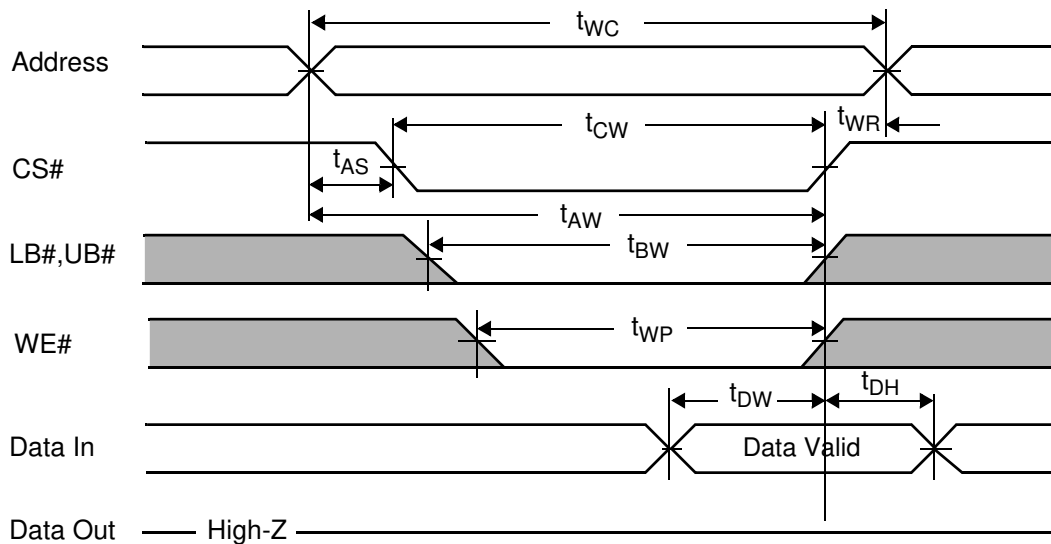 tWC
Address
tCW
tWR
CS#
tAS
tAW
LB#,UB#
tBW
WE#
tWP
tDW
tDH
Data In
Data Valid
Data Out
High-Z